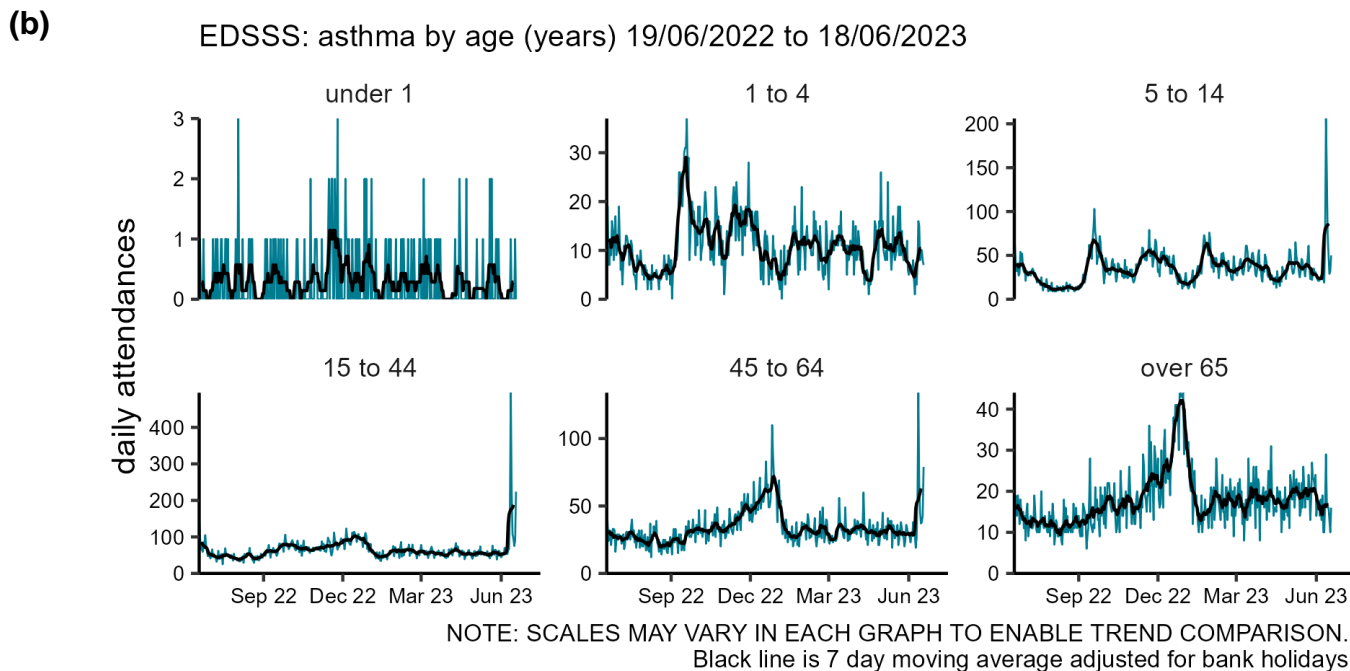 (b)
EDSSS: asthma by age (years) 19/06/2022 to 18/06/2023
daily attendances
under 1
3
2
1
0
1 to 4
30
20
10
0
5 to 14
200
150
100
50
0
15 to 44
400
300
200
100
0
Sep 22 Dec 22 Mar 23 Jun 23
45 to 64
100
50
0
Sep 22 Dec 22 Mar 23 Jun 23
over 65
40
30
20
10
0
Sep 22 Dec 22 Mar 23 Jun 23
NOTE: SCALES MAY VARY IN EACH GRAPH TO ENABLE TREND COMPARISON.
Black line is 7 day moving average adjusted for bank holidays